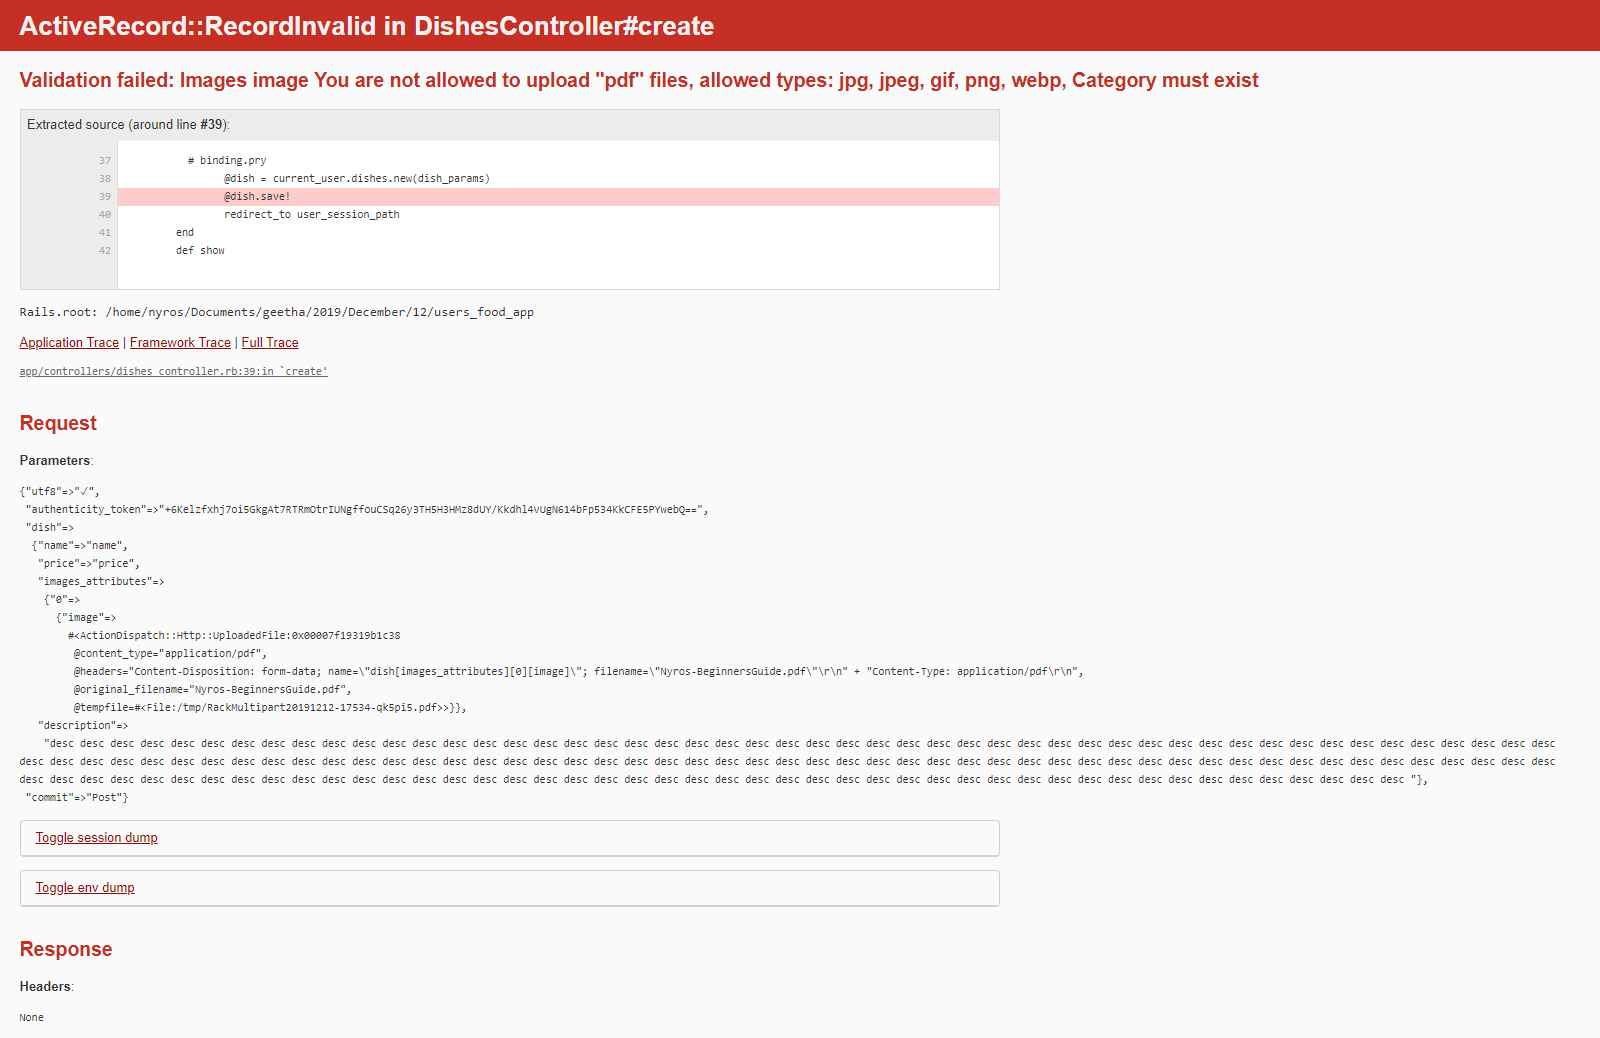 ActiveRecord::RecordInvalid in DishesController#create
Validation failed: Images image You are not allowed to upload "pdf" files, allowed types: jpg, jpeg, gif, png, webp, Category must exist
Extracted source (around line #39):
37 # binding.pry
38 @dish = current_user.dishes.new(dish_params)
39 @dish.save!
40 redirect_to user_session_path
41 end
42 def show
Rails.root: /home/nyros/Documents/geetha/2019/December/12/users_food_app
Application Trace | Framework Trace | Full Trace
app/controllers/dishes_controller.rb:39:in `create'
Request
Parameters:
{"utf8"=>"✓",
"authenticity_token"=>"+6Kelzfxhj7oi5GkgAt7RTRmOtrIUNgffouCSq26y3TH5H3HMz8dUY/Kkdhl4vUgN614bFp534KkCFE5PYwebQ==",
"dish"=>
{"name"=>"name",
"price"=>"price",
"images_attributes"=>
{"0"=>
{"image"=>
#<ActionDispatch::Http::UploadedFile:0x00007f19319b1c38
@content_type="application/pdf",
@headers="Content-Disposition: form-data; name=\"dish[images_attributes][0][image]\"; filename=\"Nyros-BeginnersGuide.pdf\"\r\n" + "Content-Type: application/pdf\r\n",
@original_filename="Nyros-BeginnersGuide.pdf",
@tempfile=#<File:/tmp/RackMultipart20191212-17534-qk5pi5.pdf>>}},
"description"=>
"desc desc desc desc desc desc desc desc desc desc desc desc desc desc desc desc desc desc desc desc desc desc desc desc desc desc desc desc desc desc desc desc desc desc desc desc desc desc desc desc desc desc desc desc desc desc desc desc desc desc
desc desc desc desc desc desc desc desc desc desc desc desc desc desc desc desc desc desc desc desc desc desc desc desc desc desc desc desc desc desc desc desc desc desc desc desc desc desc desc desc desc desc desc desc desc desc desc desc desc desc desc
desc desc desc desc desc desc desc desc desc desc desc desc desc desc desc desc desc desc desc desc desc desc desc desc desc desc desc desc desc desc desc desc desc desc desc desc desc desc desc desc desc desc desc desc desc desc "},
"commit"=>"Post"}
Toggle session dump
Toggle env dump
Response
Headers:
None